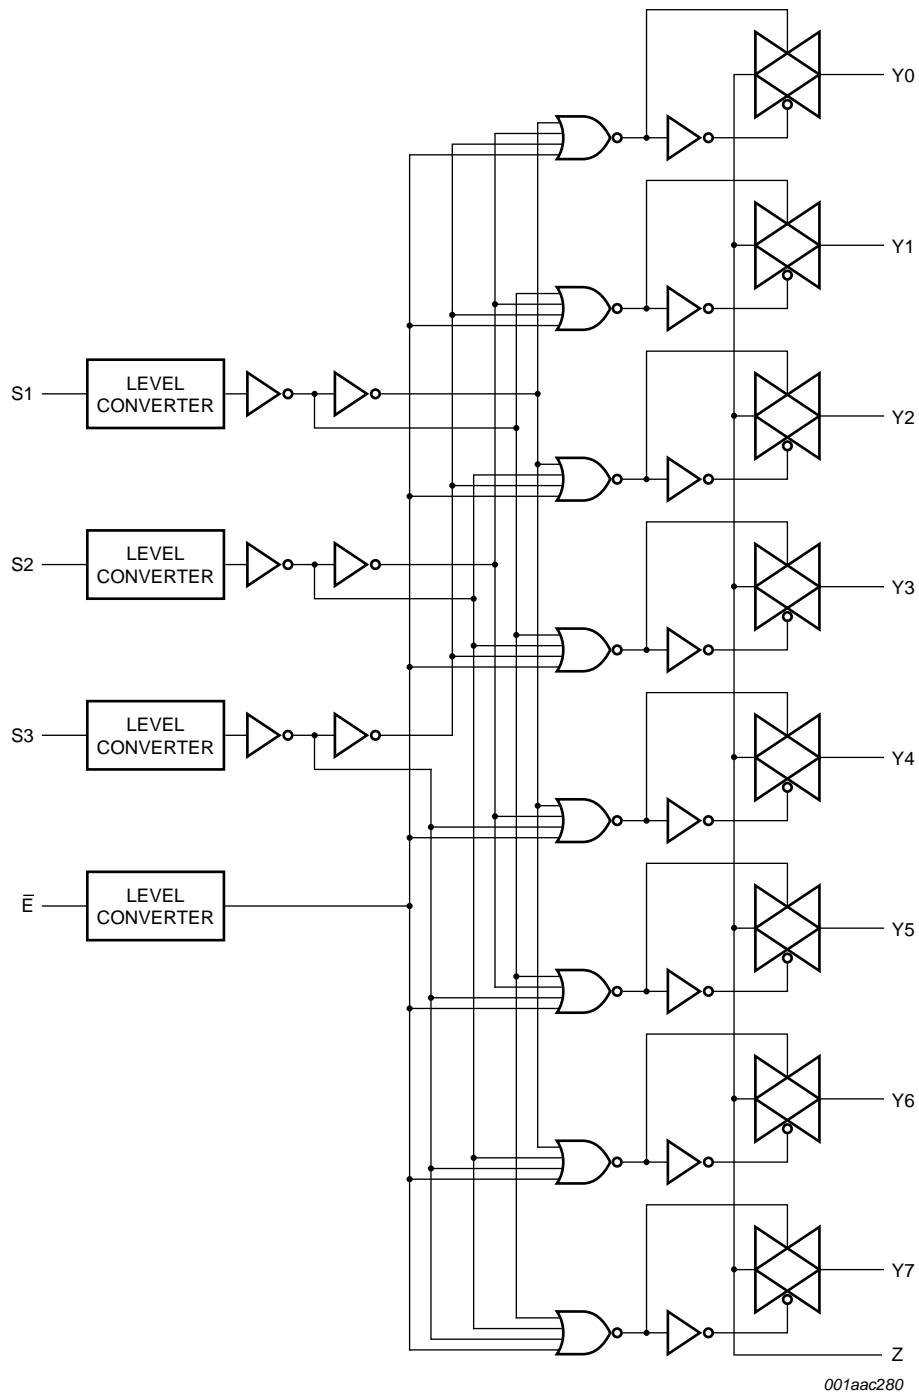 Y0
Y1
S1
LEVEL
CONVERTER
Y2
S2
LEVEL
CONVERTER
Y3
S3
LEVEL
CONVERTER
Y4
E̅
LEVEL
CONVERTER
Y5
Y6
Y7
Z
001aac280